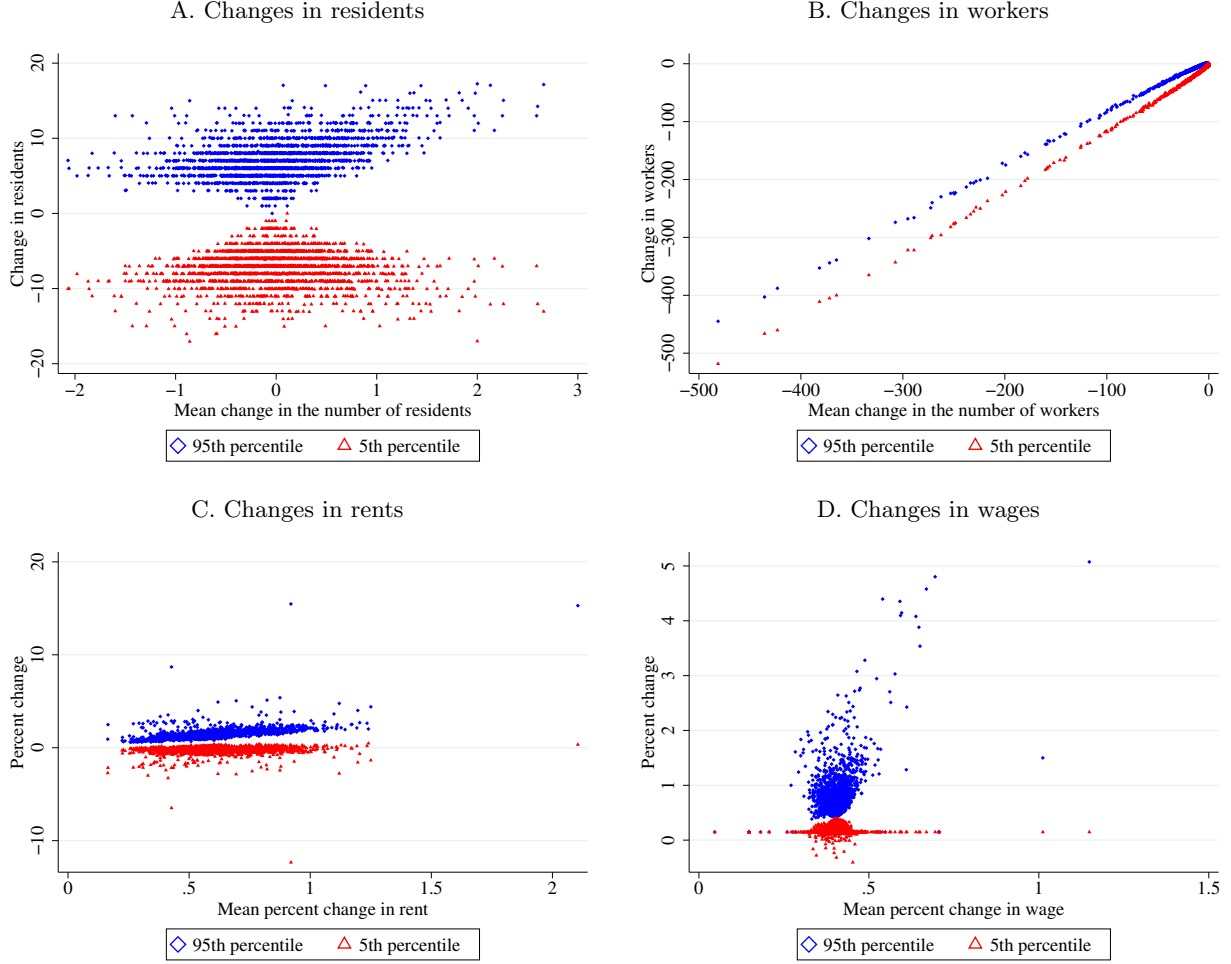 A. Changes in residents
Change in residents
20
10
0
−10
−20
−2
−1
0
1
2
3
Mean change in the number of residents
95th percentile
5th percentile
B. Changes in workers
Change in workers
0
−100
−200
−300
−400
−500
−500
−400
−300
−200
−100
0
Mean change in the number of workers
95th percentile
5th percentile
C. Changes in rents
Percent change
20
10
0
−10
0
.5
1
1.5
2
Mean percent change in rent
95th percentile
5th percentile
D. Changes in wages
Percent change
5
4
3
2
1
0
0
.5
1
1.5
Mean percent change in wage
95th percentile
5th percentile